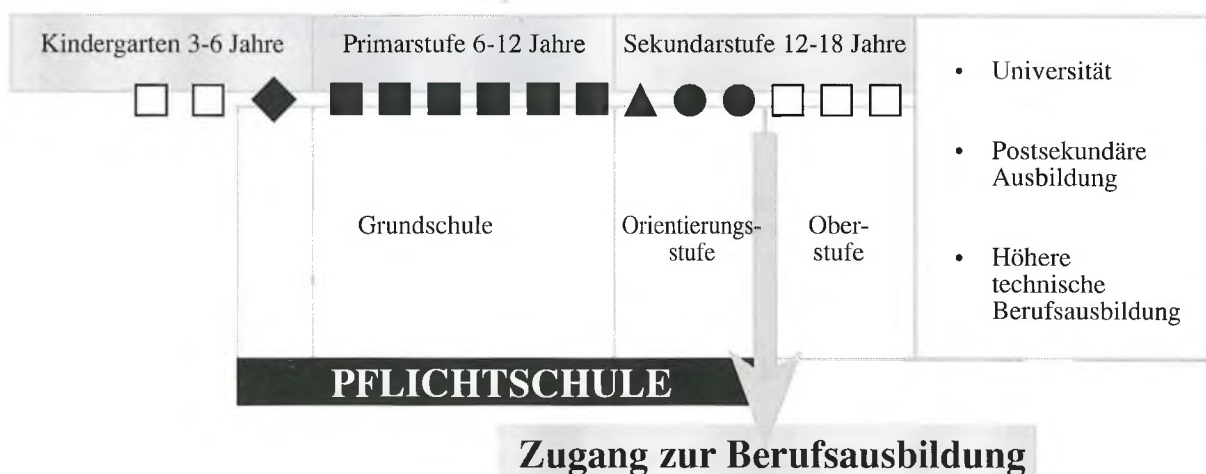 Kindergarten 3-6 Jahre
Primarstufe 6-12 Jahre
Sekundarstufe 12-18 Jahre
Grundschule
Orientierungs-
stufe
Ober-
stufe
• Universität
• Postsekundäre
Ausbildung
• Höhere
technische
Berufsausbildung
PFLICHTSCHULE
Zugang zur Berufsausbildung